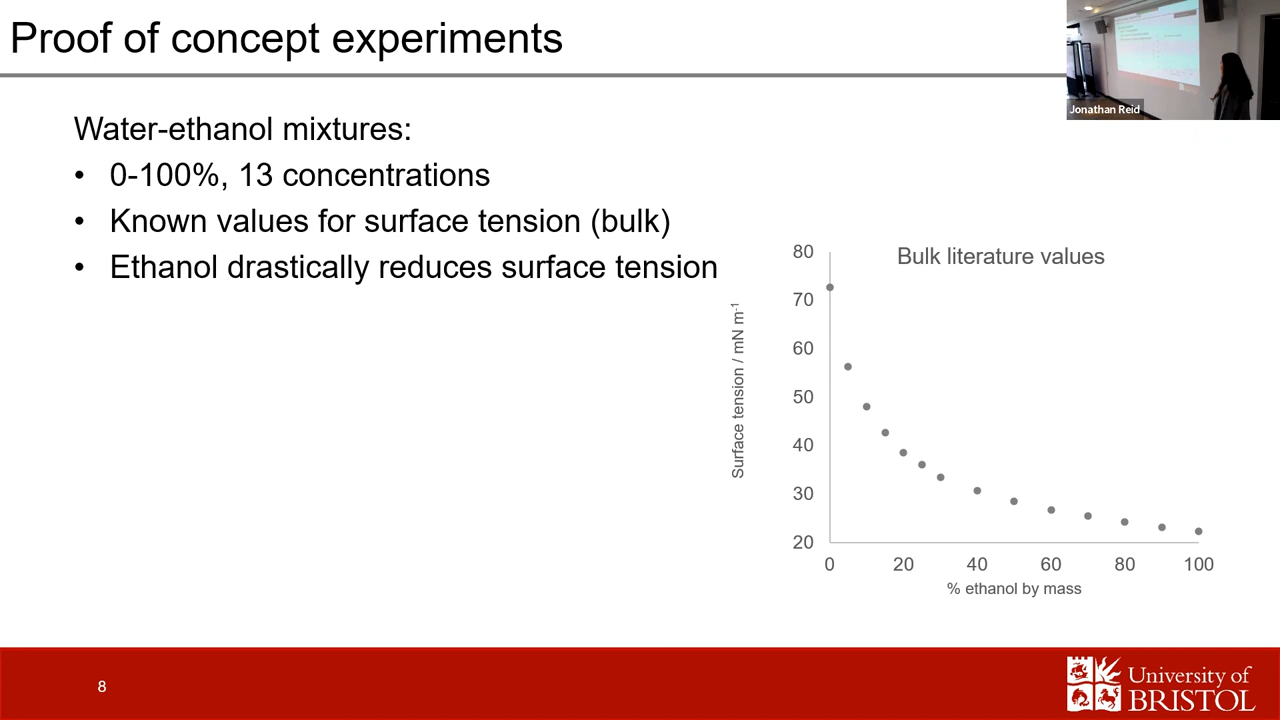 Proof of concept experiments
Jonathan Reid
Water-ethanol mixtures:
• 0-100%, 13 concentrations
• Known values for surface tension (bulk)
• Ethanol drastically reduces surface tension
Bulk literature values
80
70
60
50
40
30
20
Surface tension / mN m⁻¹
0 20 40 60 80 100
% ethanol by mass
8
University of
BRISTOL